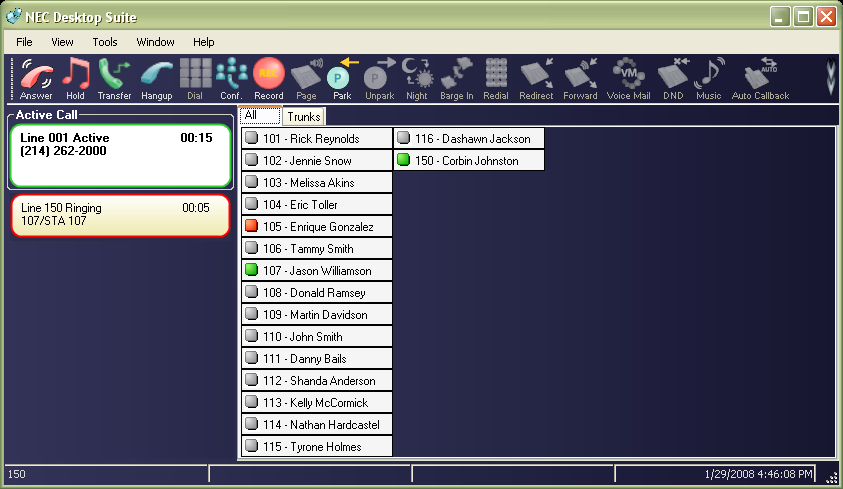 NEC Desktop Suite
File View Tools Window Help
Answer Hold Transfer Hangup Dial Conf. Record Page Park Unpark Night Barge In Redial Redirect Forward Voice Mail DND Music Auto Callback
REC
P
P
VM
AUTO
Active Call
Line 001 Active 00:15
(214) 262-2000
Line 150 Ringing 00:05
107/STA 107
All Trunks
101 - Rick Reynolds
102 - Jennie Snow
103 - Melissa Akins
104 - Eric Toller
105 - Enrique Gonzalez
106 - Tammy Smith
107 - Jason Williamson
108 - Donald Ramsey
109 - Martin Davidson
110 - John Smith
111 - Danny Bails
112 - Shanda Anderson
113 - Kelly McCormick
114 - Nathan Hardcastel
115 - Tyrone Holmes
116 - Dashawn Jackson
150 - Corbin Johnston
150
1/29/2008 4:46:08 PM